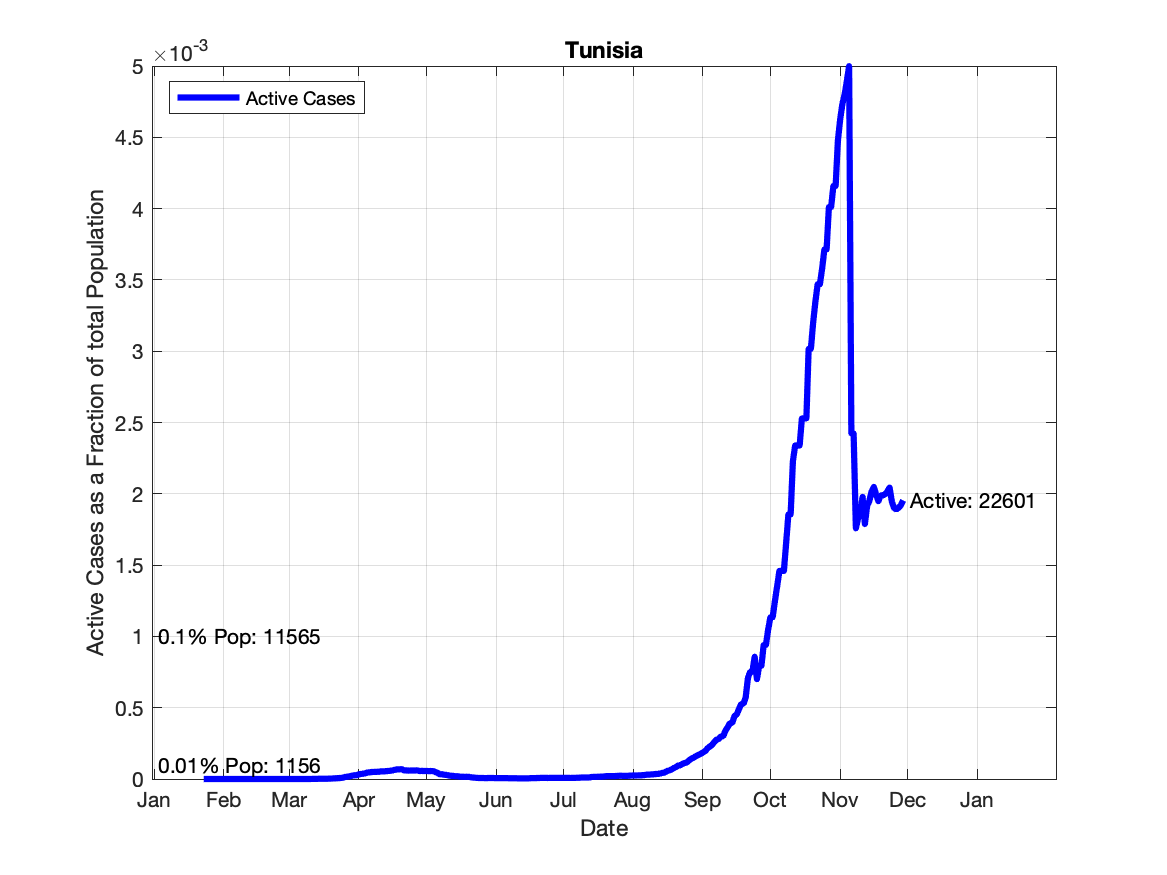 Tunisia
×10-3
5
4.5
4
3.5
3
2.5
2
1.5
1
0.5
0
Active Cases
Active Cases as a Fraction of total Population
Active: 22601
0.1% Pop: 11565
0.01% Pop: 1156
Jan Feb Mar Apr May Jun Jul Aug Sep Oct Nov Dec Jan
Date